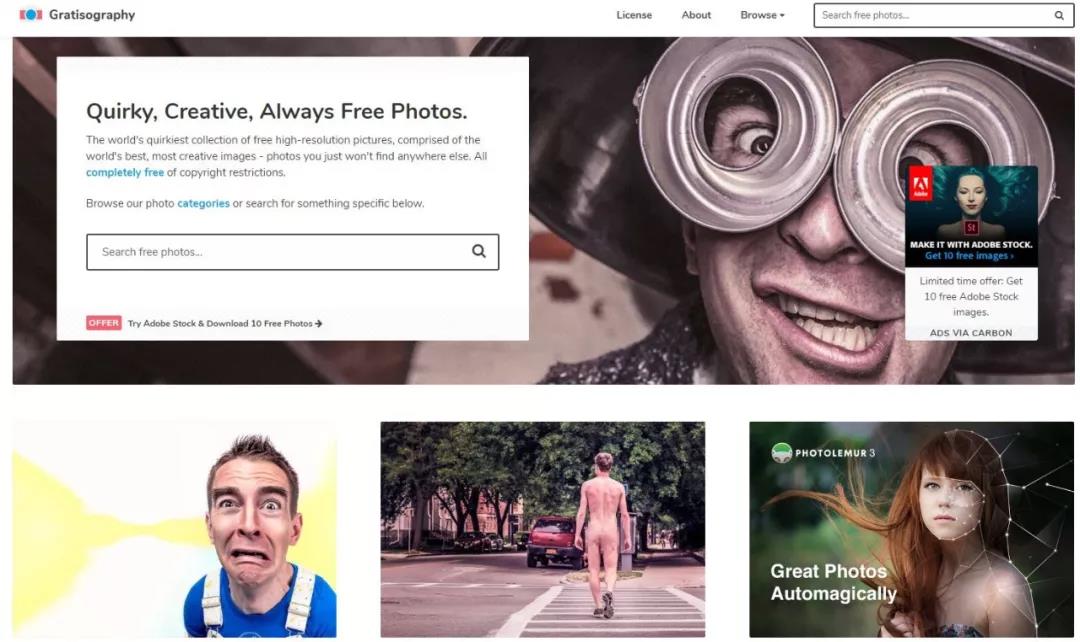 Gratisography
License About Browse
Search free photos...
Quirky, Creative, Always Free Photos.
The world's quirkiest collection of free high-resolution pictures, comprised of the
world's best, most creative images - photos you just won't find anywhere else. All
completely free of copyright restrictions.
Browse our photo categories or search for something specific below.
Search free photos...
OFFER Try Adobe Stock & Download 10 Free Photos →
Adobe
St
MAKE IT WITH ADOBE STOCK.
Get 10 free images ›
Limited time offer: Get
10 free Adobe Stock
images.
ADS VIA CARBON
PHOTOLEMUR 3
Great Photos
Automagically